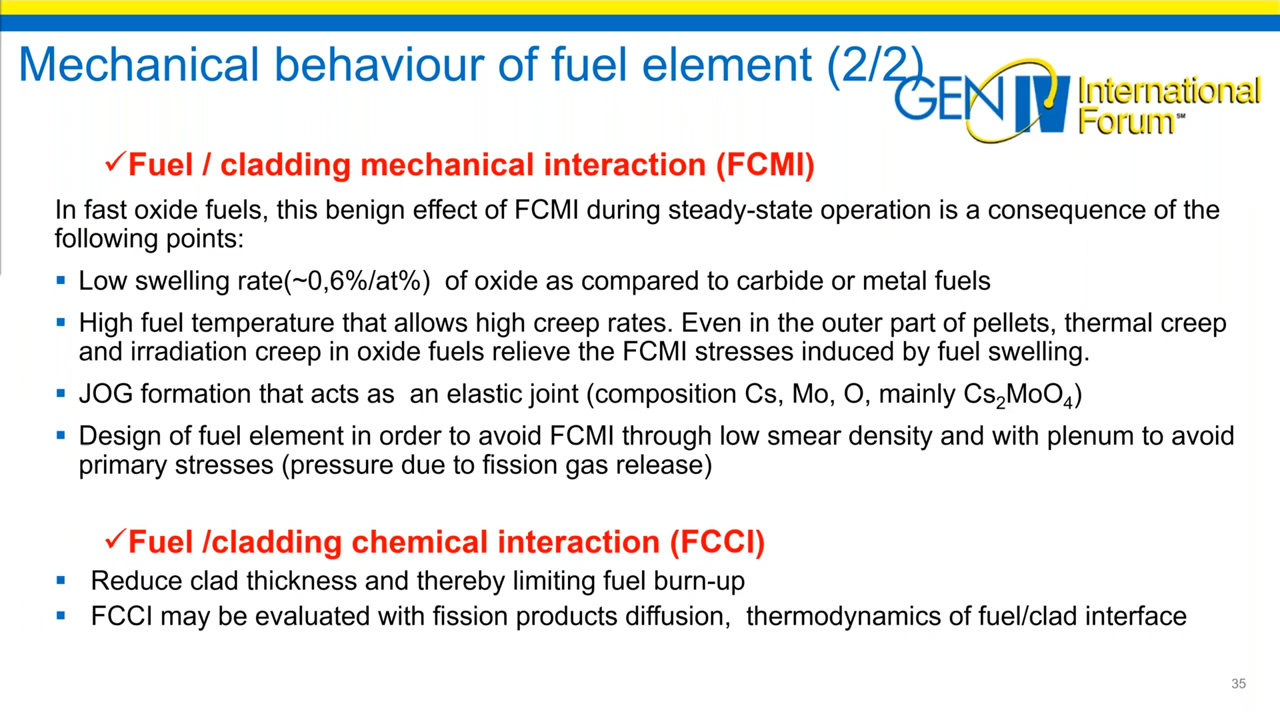 Mechanical behaviour of fuel element (2/2)
GEN IV International
Forum℠
✓Fuel / cladding mechanical interaction (FCMI)
In fast oxide fuels, this benign effect of FCMI during steady-state operation is a consequence of the
following points:
▪ Low swelling rate(~0,6%/at%) of oxide as compared to carbide or metal fuels
▪ High fuel temperature that allows high creep rates. Even in the outer part of pellets, thermal creep
and irradiation creep in oxide fuels relieve the FCMI stresses induced by fuel swelling.
▪ JOG formation that acts as an elastic joint (composition Cs, Mo, O, mainly Cs₂MoO₄)
▪ Design of fuel element in order to avoid FCMI through low smear density and with plenum to avoid
primary stresses (pressure due to fission gas release)
✓Fuel /cladding chemical interaction (FCCI)
▪ Reduce clad thickness and thereby limiting fuel burn-up
▪ FCCI may be evaluated with fission products diffusion, thermodynamics of fuel/clad interface
35